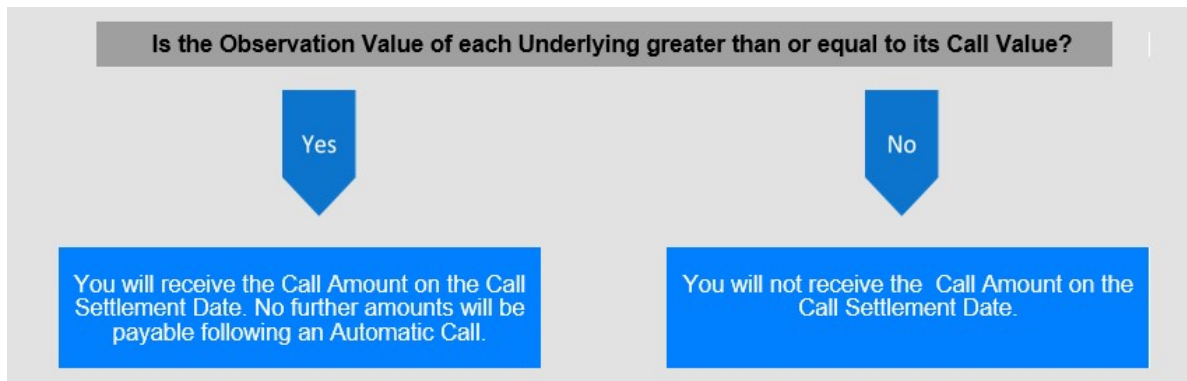 Is the Observation Value of each Underlying greater than or equal to its Call Value?
Yes
No
You will receive the Call Amount on the Call
Settlement Date. No further amounts will be
payable following an Automatic Call.
You will not receive the  Call Amount on the
Call Settlement Date.